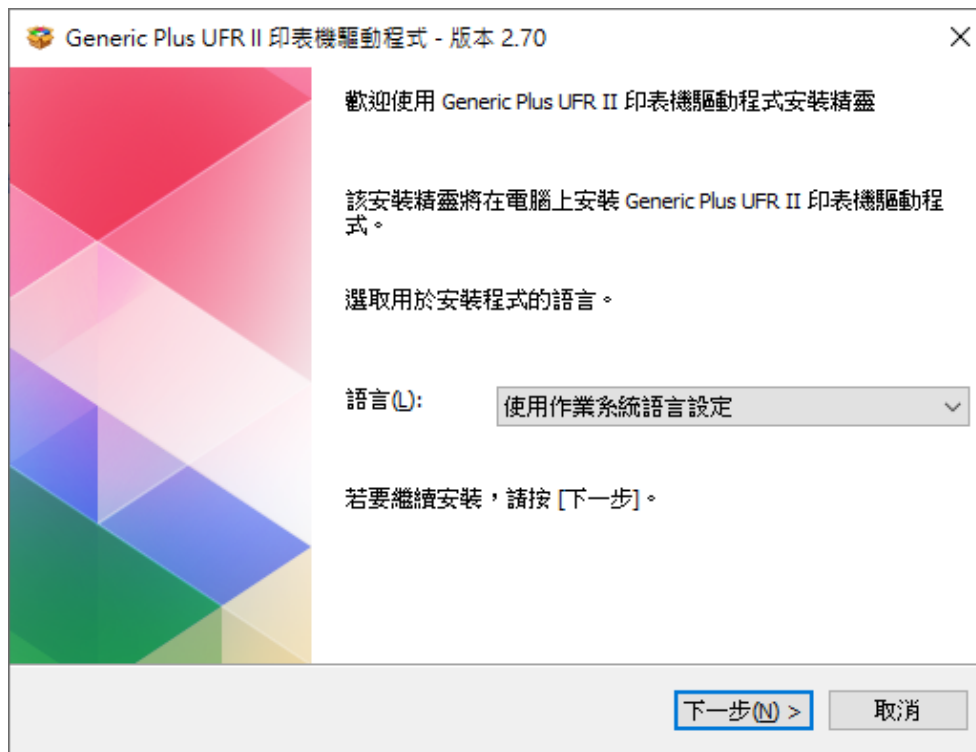 Generic Plus UFR II 印表機驅動程式 - 版本 2.70
歡迎使用 Generic Plus UFR II 印表機驅動程式安裝精靈
該安裝精靈將在電腦上安裝 Generic Plus UFR II 印表機驅動程
式。
選取用於安裝程式的語言。
語言(L):
使用作業系統語言設定
若要繼續安裝，請按 [下一步]。
下一步(N) >
取消